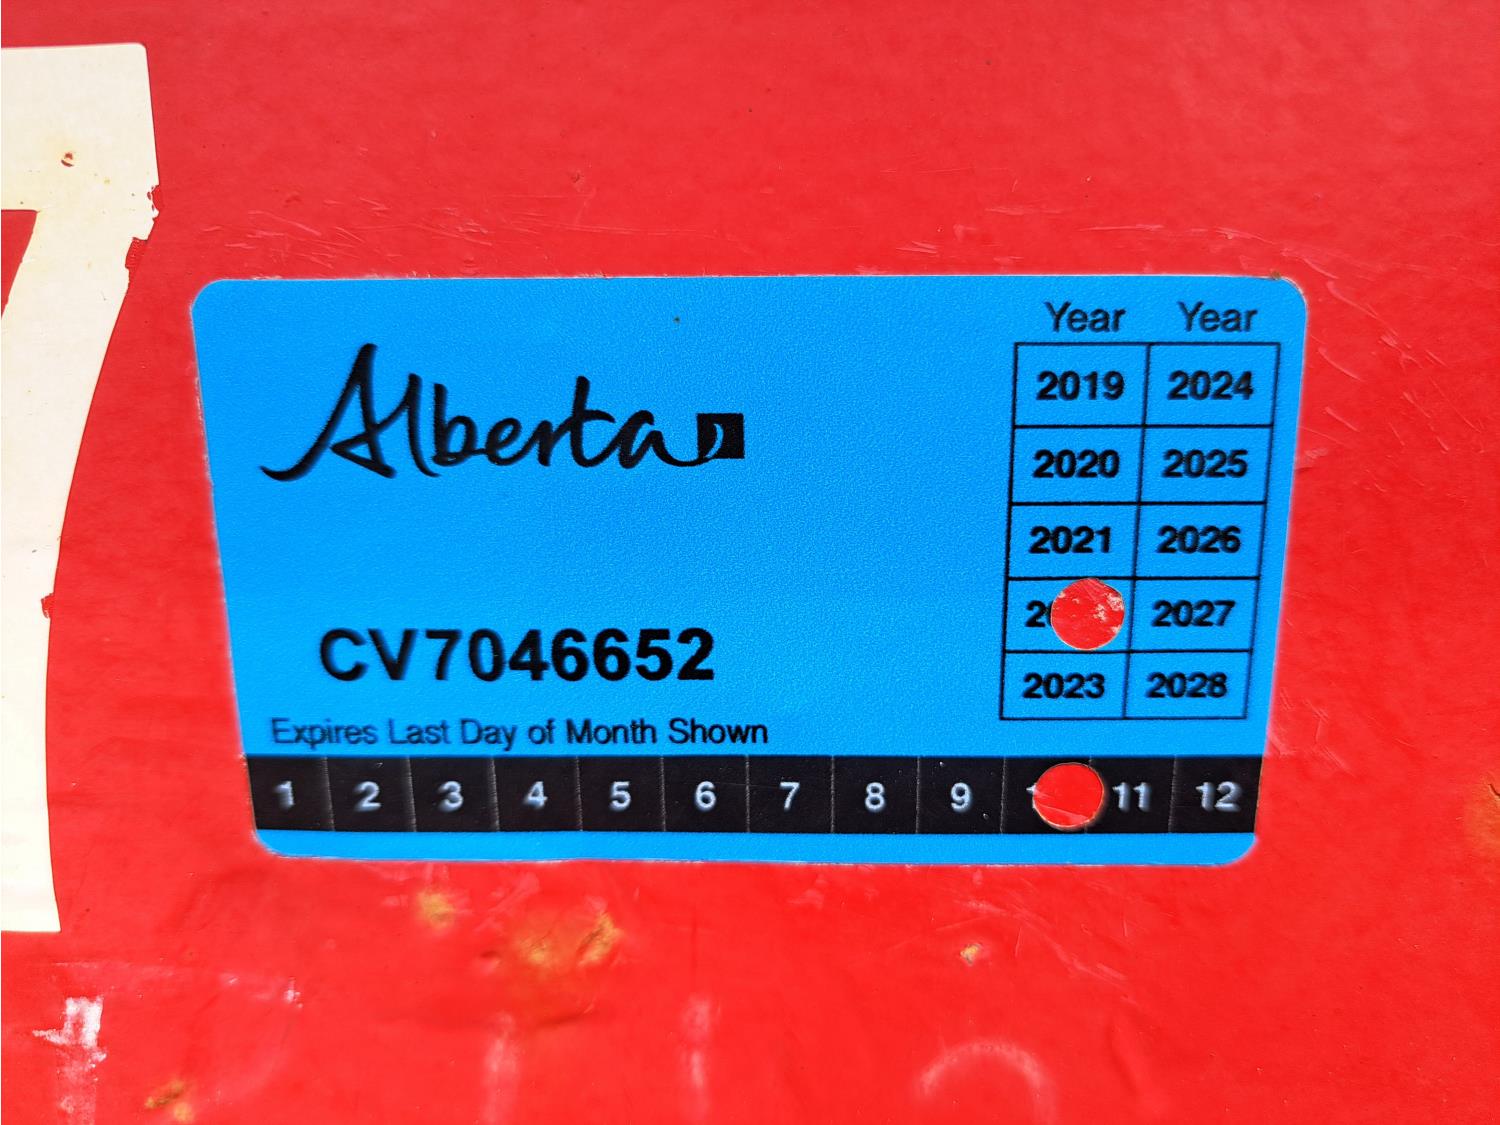 7
Alberta
Year Year
2019 2024
2020 2025
2021 2026
2027
2023 2028
CV7046652
Expires Last Day of Month Shown
1 2 3 4 5 6 7 8 9 11 12